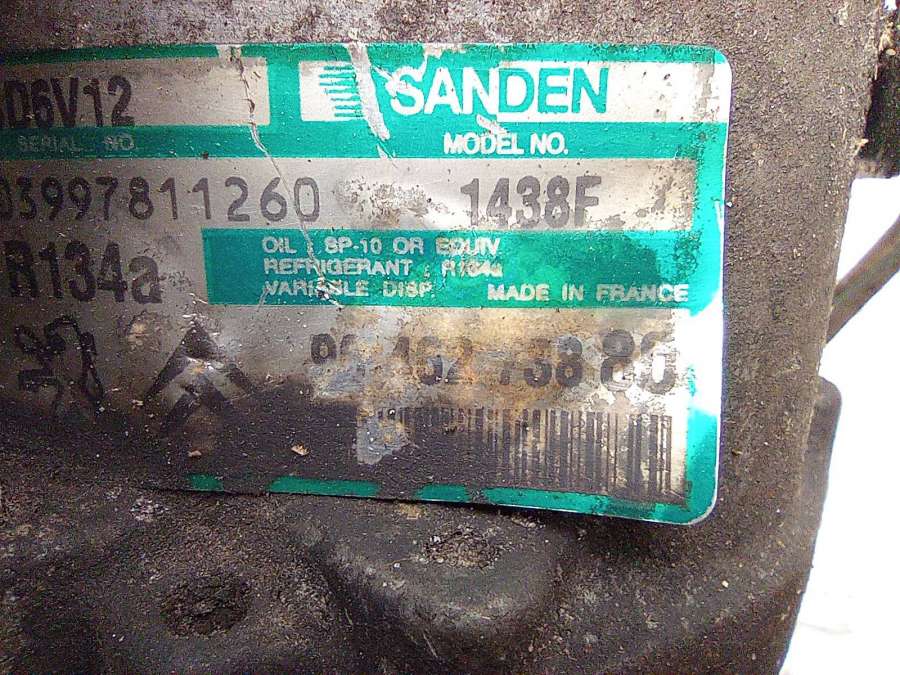 SD6V12
SANDEN
SERIAL NO.
MODEL NO.
03997811260
1438F
R134a
OIL : SP-10 OR EQUIV
REFRIGERANT : R134a
VARIABLE DISP.
MADE IN FRANCE
80